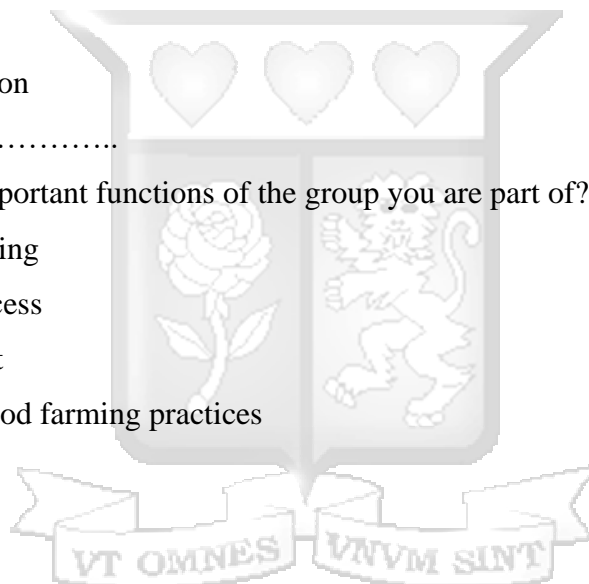 on
…………..
portant functions of the group you are part of?
ing
cess
t
od farming practices
VT OMNES VNVM SINT